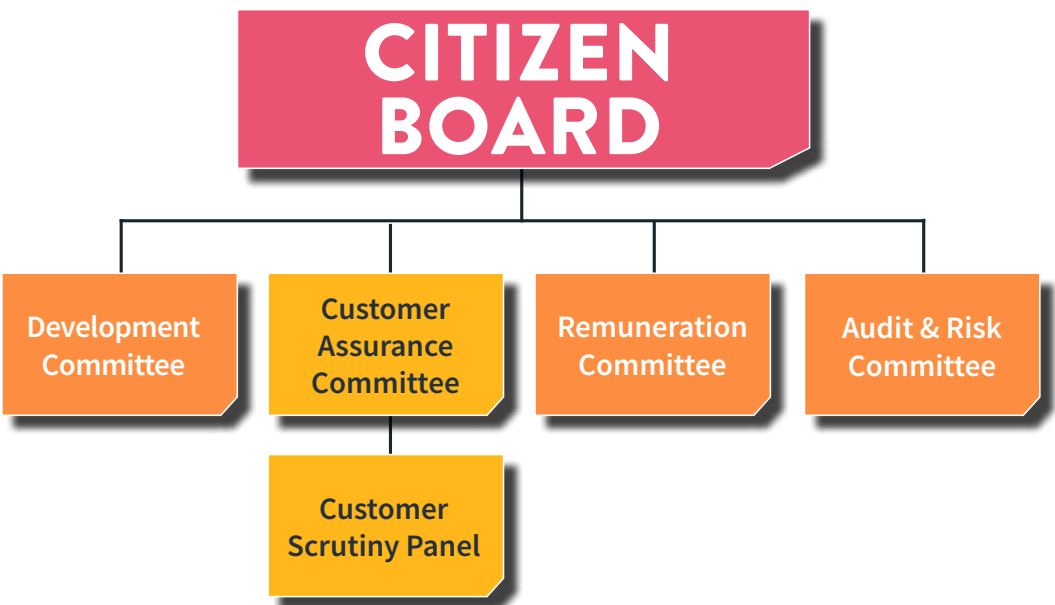 CITIZEN
BOARD
Development
Committee
Customer
Assurance
Committee
Remuneration
Committee
Audit & Risk
Committee
Customer
Scrutiny Panel